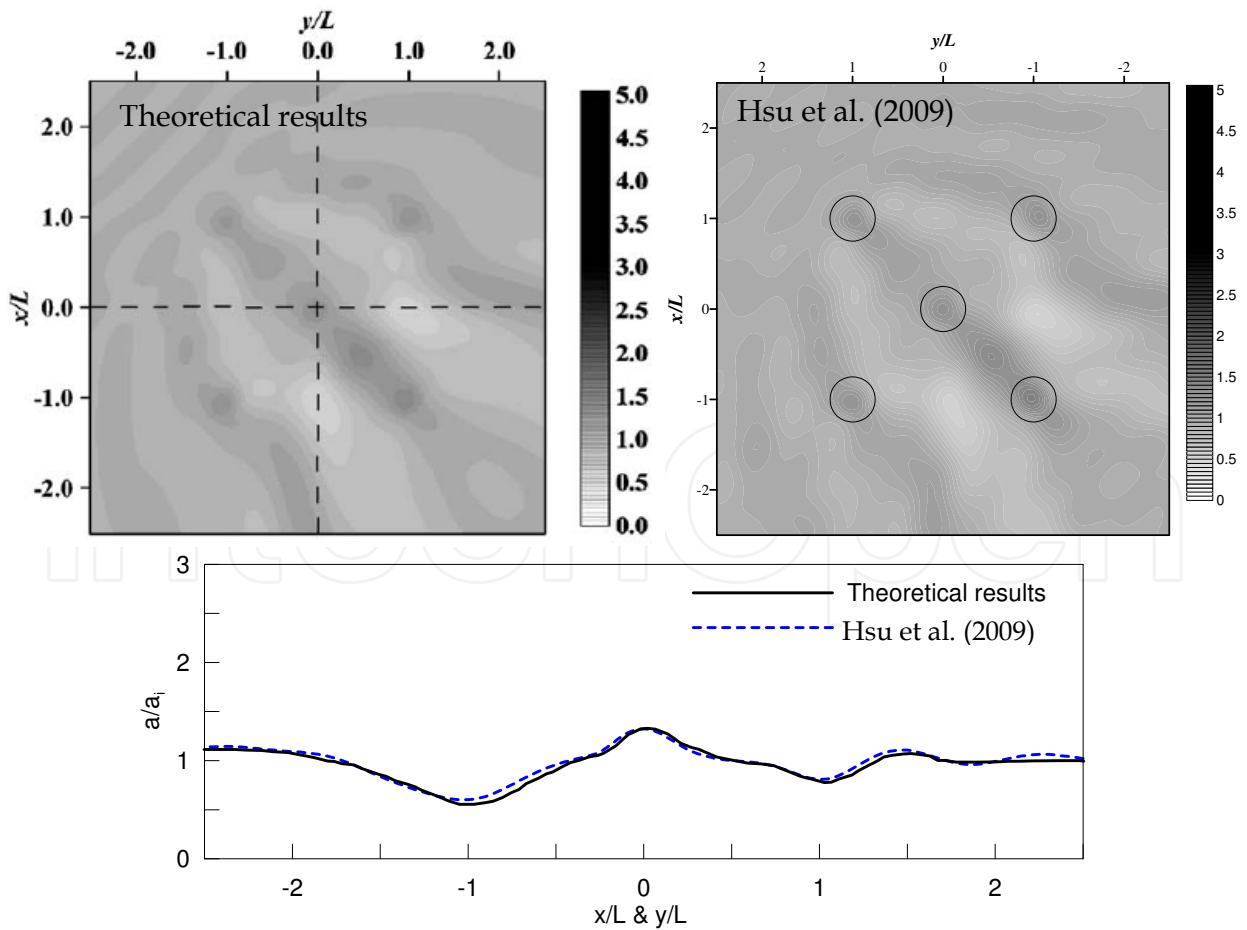 y/L
-2.0 -1.0 0.0 1.0 2.0
Theoretical results
2.0
1.0
0.0
-1.0
-2.0
x/L
5.0
4.5
4.0
3.5
3.0
2.5
2.0
1.5
1.0
0.5
0.0
y/L
2 1 0 -1 -2
Hsu et al. (2009)
2
1
0
-1
-2
x/L
5
4.5
4
3.5
3
2.5
2
1.5
1
0.5
0
intechopen
3
2
1
0
a/ai
Theoretical results
Hsu et al. (2009)
-2 -1 0 1 2
x/L & y/L